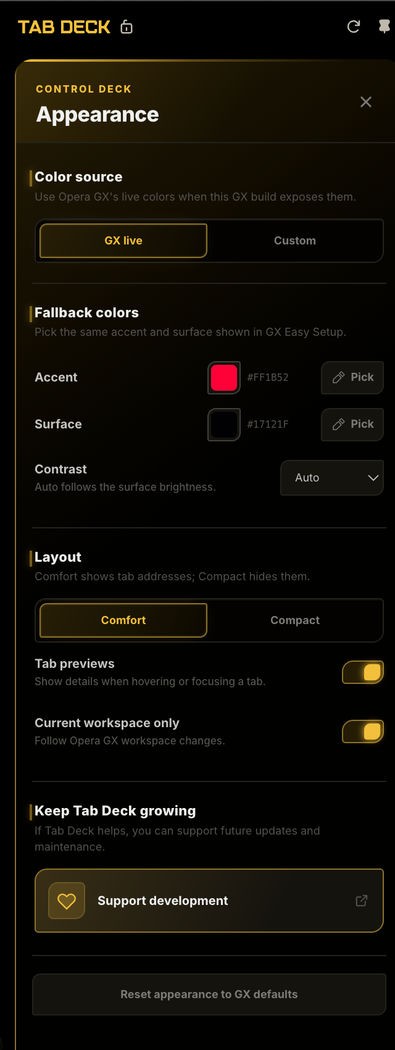 TAB DECK
CONTROL DECK
Appearance
Color source
Use Opera GX's live colors when this GX build exposes them.
GX live
Custom
Fallback colors
Pick the same accent and surface shown in GX Easy Setup.
Accent
#FF1B52
Pick
Surface
#17121F
Pick
Contrast
Auto follows the surface brightness.
Auto
Layout
Comfort shows tab addresses; Compact hides them.
Comfort
Compact
Tab previews
Show details when hovering or focusing a tab.
Current workspace only
Follow Opera GX workspace changes.
Keep Tab Deck growing
If Tab Deck helps, you can support future updates and
maintenance.
Support development
Reset appearance to GX defaults